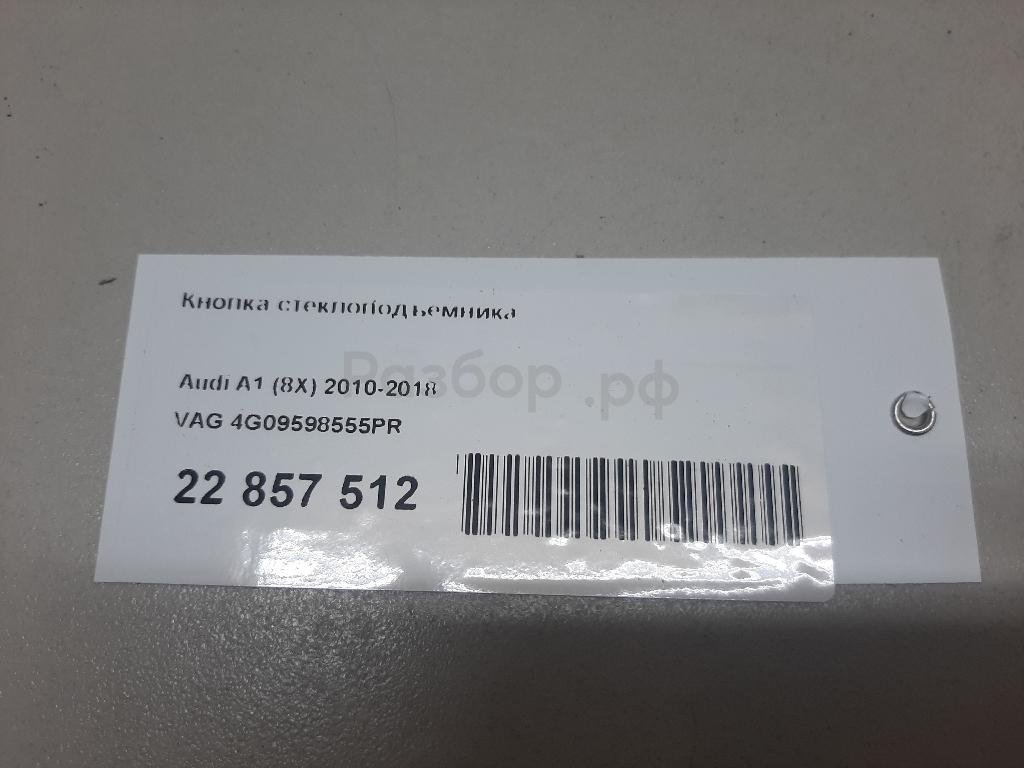 Кнопка стеклоподъемника
Audi A1 (8X) 2010-2018
Разбор.рф
VAG 4G09598555PR
22 857 512